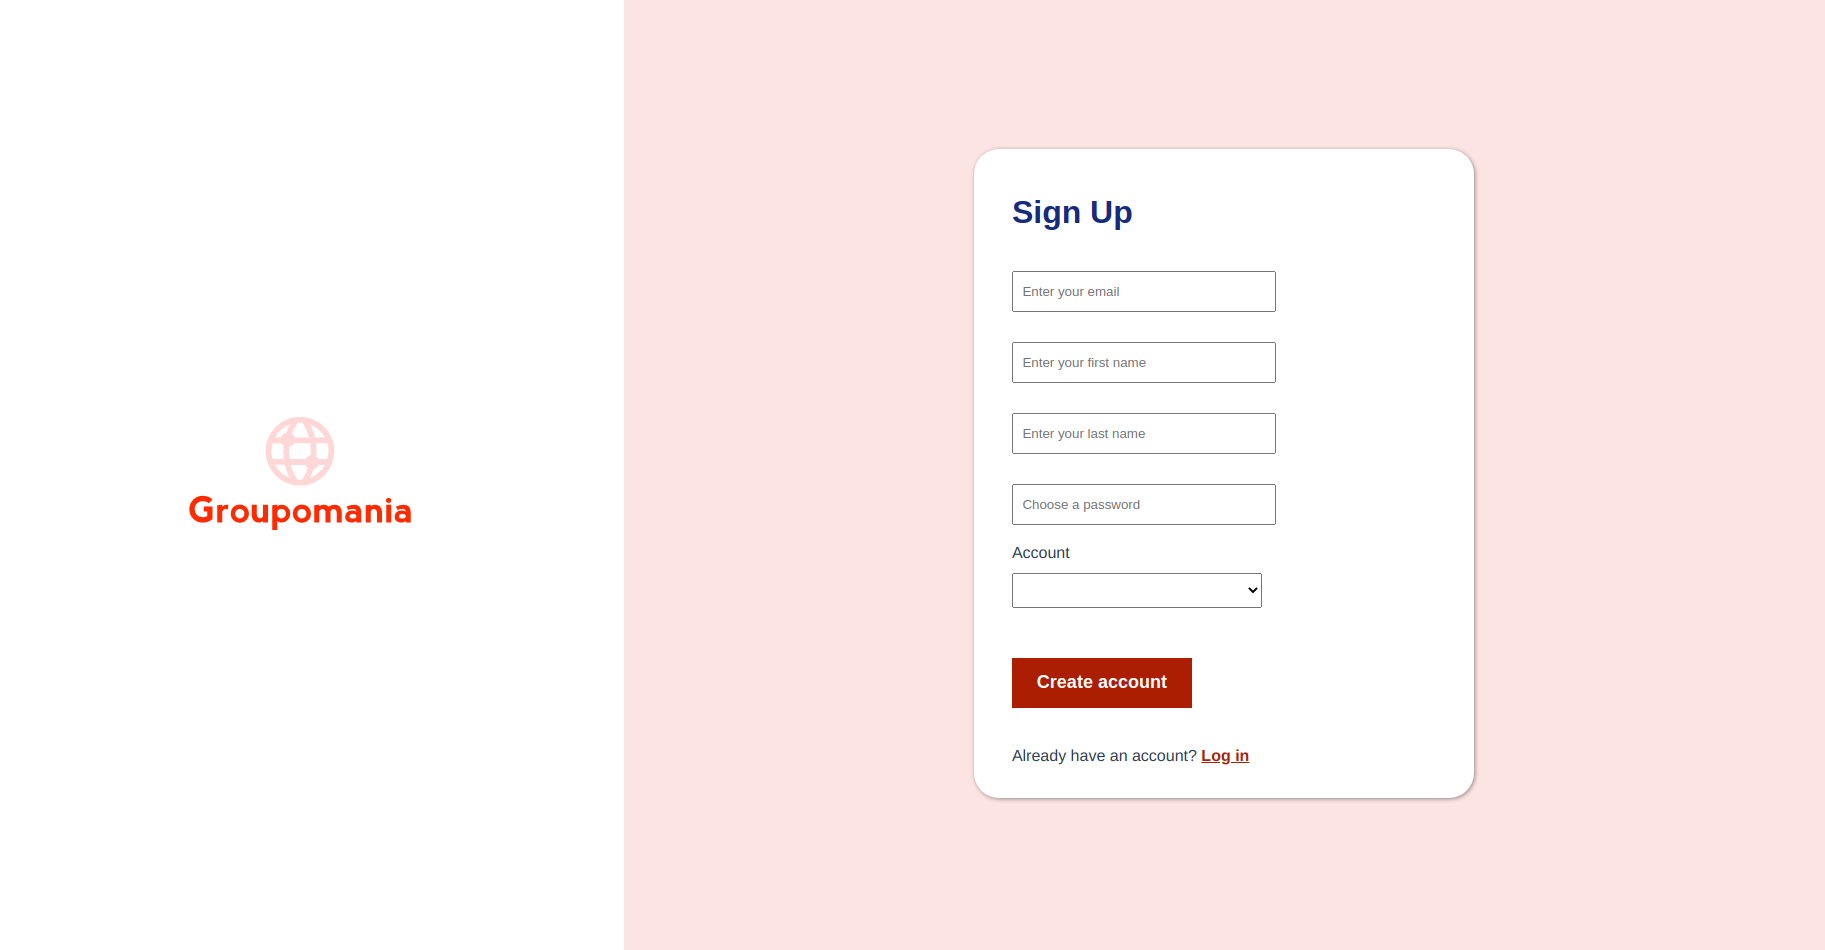 Groupomania
Sign Up
Enter your email
Enter your first name
Enter your last name
Choose a password
Account
Create account
Already have an account? Log in